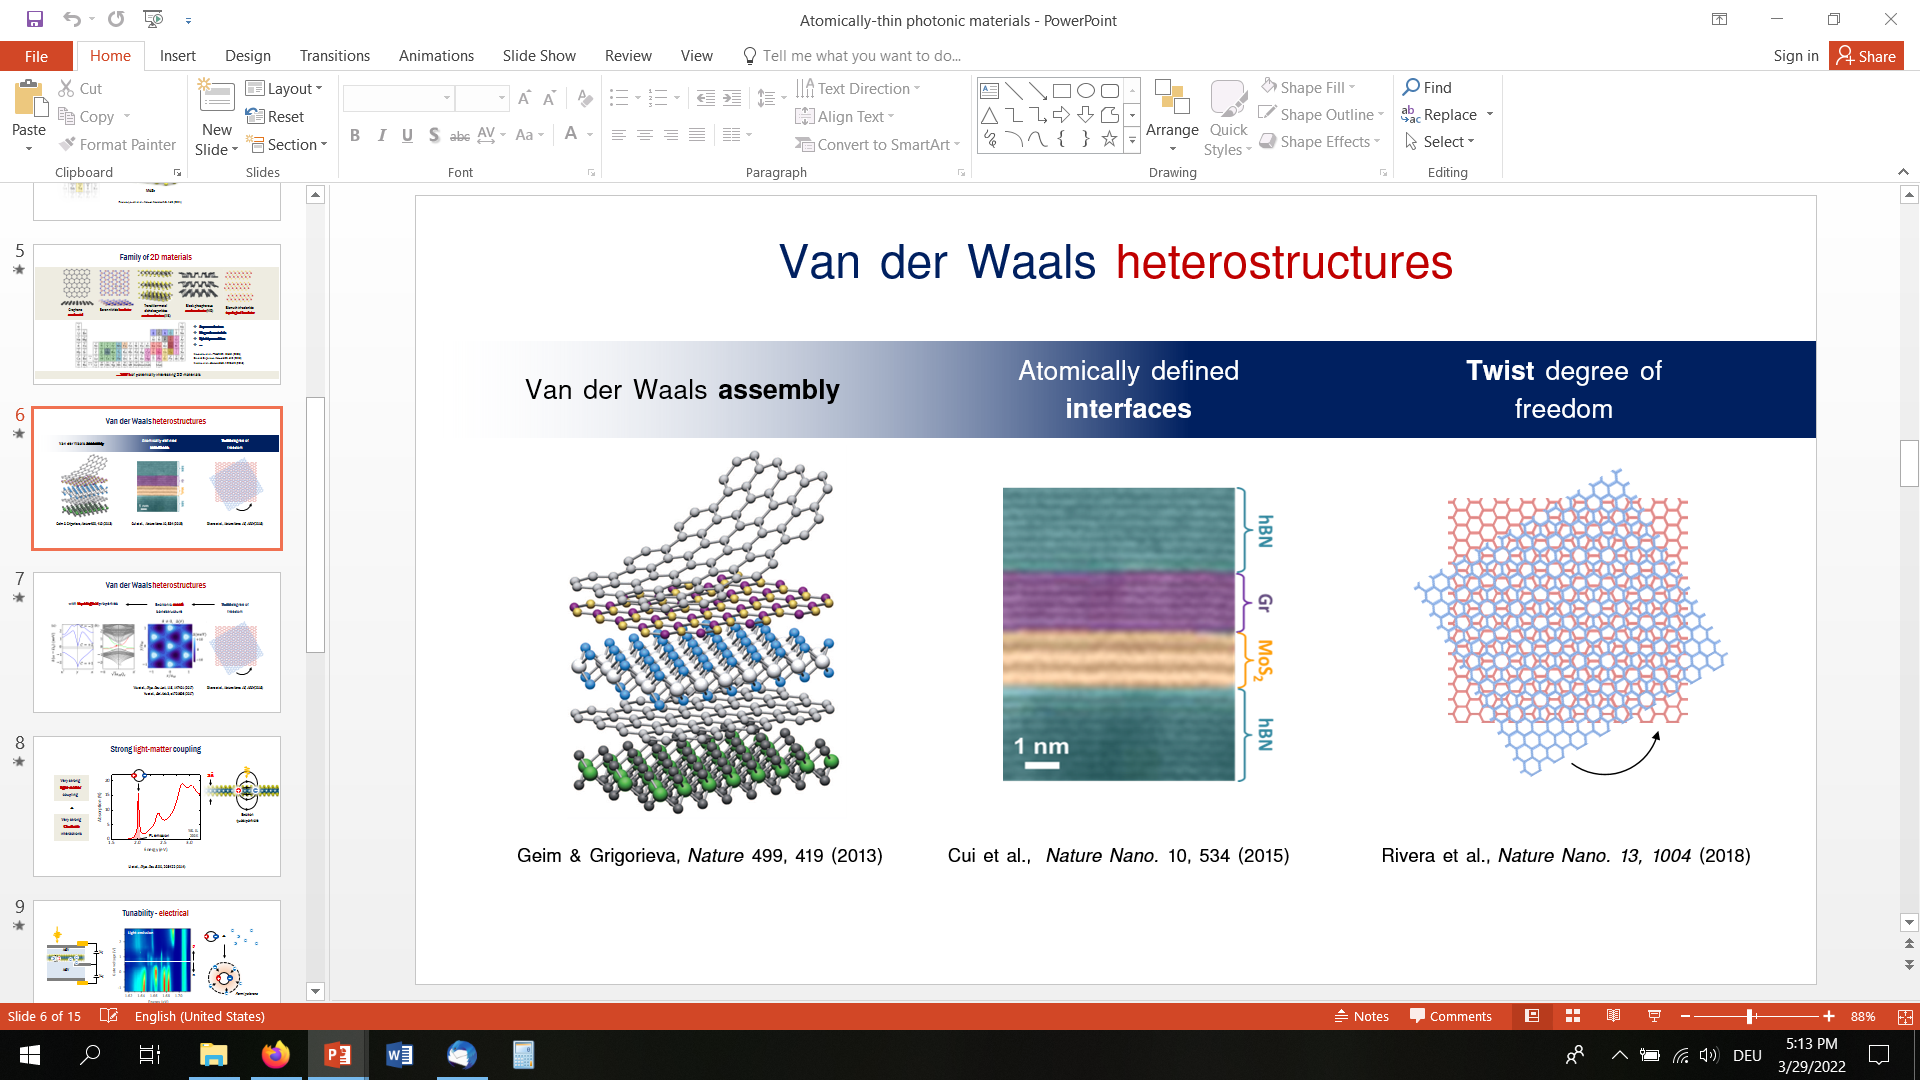 Atomically-thin photonic materials - PowerPoint
File
Home
Insert
Design
Transitions
Animations
Slide Show
Review
View
Tell me what you want to do...
Sign in
Share
Paste
Cut
Copy
Format Painter
Clipboard
New Slide
Layout
Reset
Section
Slides
Font
Text Direction
Align Text
Convert to SmartArt
Paragraph
Arrange
Quick Styles
Shape Fill
Shape Outline
Shape Effects
Drawing
Find
Replace
Select
Editing
5
Family of 2D materials
6
Van der Waals heterostructures
7
Van der Waals heterostructures
8
Strong light-matter coupling
9
Tunability - electrical
Van der Waals heterostructures
Van der Waals assembly
Atomically defined
interfaces
Twist degree of
freedom
hBN
Gr
MoS2
hBN
1 nm
Geim & Grigorieva, Nature 499, 419 (2013)
Cui et al., Nature Nano. 10, 534 (2015)
Rivera et al., Nature Nano. 13, 1004 (2018)
Slide 6 of 15
English (United States)
Notes
Comments
88%
DEU
5:13 PM
3/29/2022